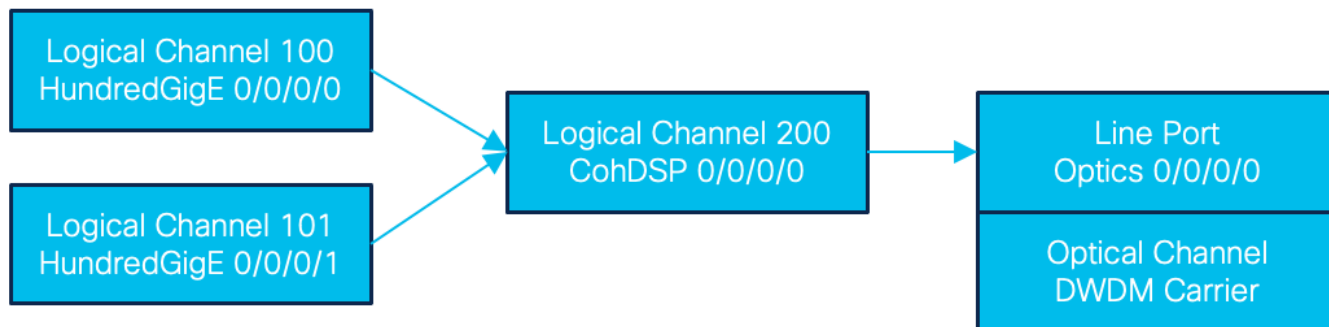 Logical Channel 100
HundredGigE 0/0/0/0
Logical Channel 101
HundredGigE 0/0/0/1
Logical Channel 200
CohDSP 0/0/0/0
Line Port
Optics 0/0/0/0
Optical Channel
DWDM Carrier